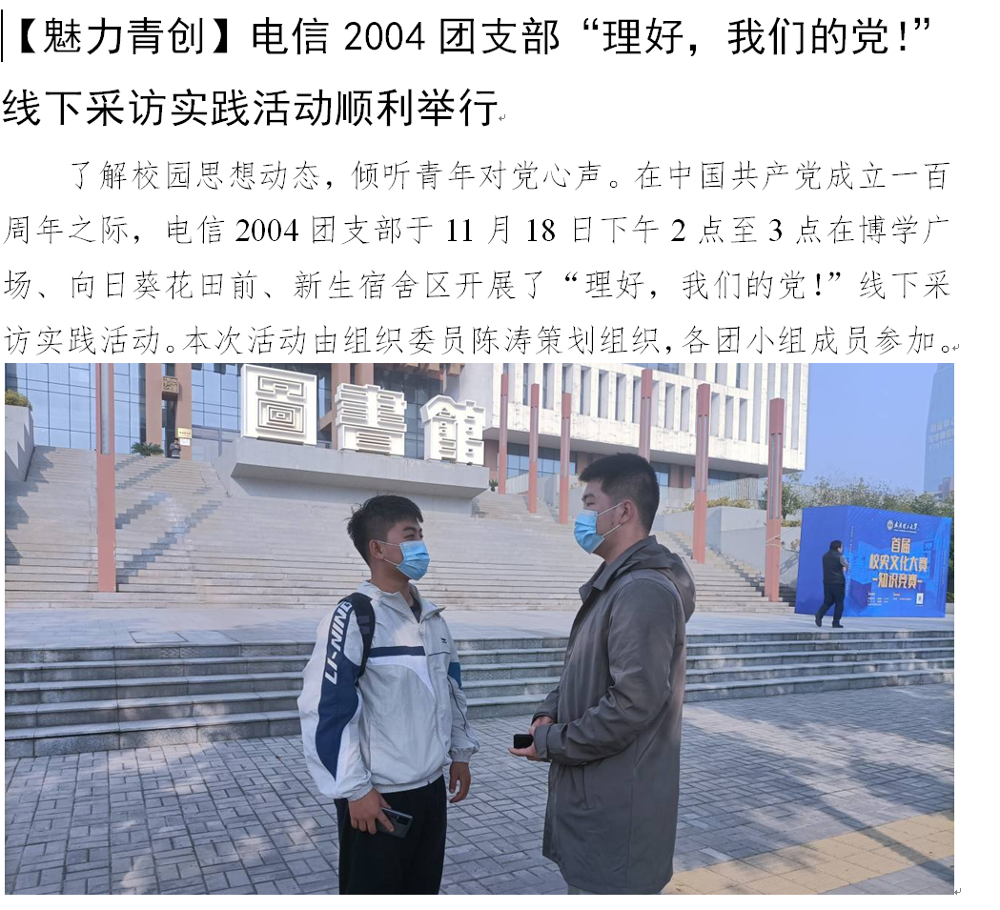 【魅力青创】电信 2004 团支部“理好，我们的党！”
线下采访实践活动顺利举行
了解校园思想动态，倾听青年对党心声。在中国共产党成立一百
周年之际，电信 2004 团支部于 11 月 18 日下午 2 点至 3 点在博学广
场、向日葵花田前、新生宿舍区开展了“理好，我们的党！”线下采
访实践活动。本次活动由组织委员陈涛策划组织，各团小组成员参加。
圖書館
首届
校史文化大赛
-知识竞赛-
LI-NING